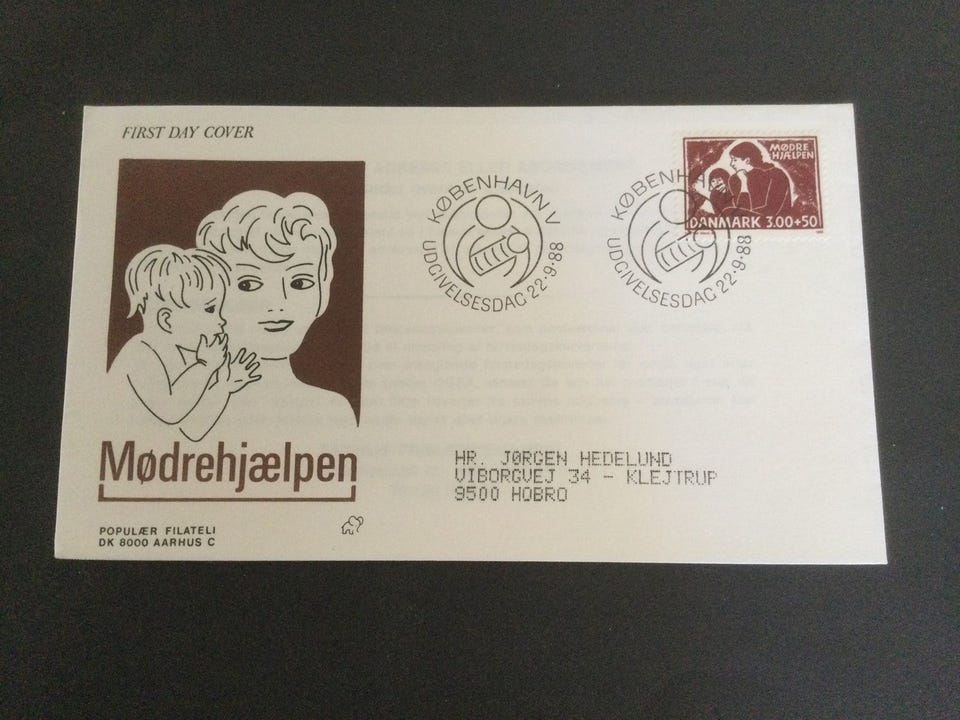 FIRST DAY COVER
KØBENHAVN V
UDGIVELSESDAG 22·9·88
KØBENHA
UDGIVELSESDAG 22·9·88
MØDRE
HJÆLPEN
DANMARK 3.00+50
Mødrehjælpen
HR. JØRGEN HEDELUND
VIBORGVEJ 34 - KLEJTRUP
9500 HOBRO
POPULÆR FILATELI
DK 8000 AARHUS C